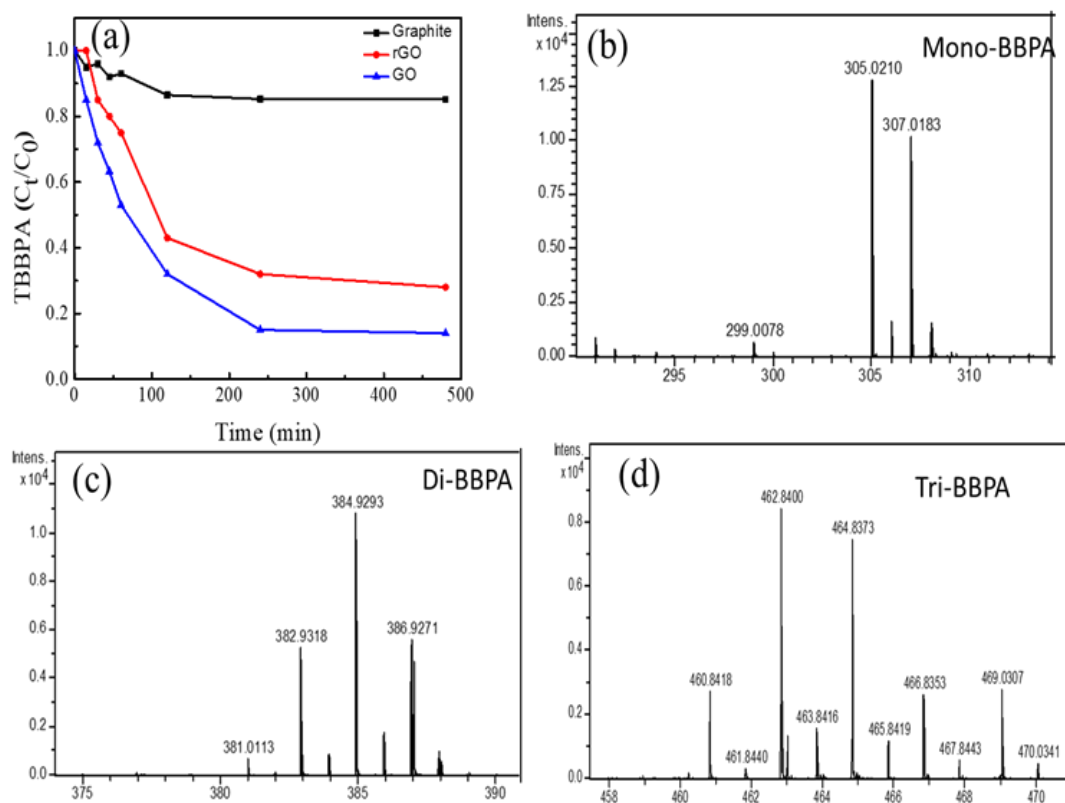 (a)
Graphite
rGO
GO
TBBPA (Ct/C0)
1.0
0.8
0.6
0.4
0.2
0.0
0 100 200 300 400 500
Time (min)
Intens.
x10^4
(b)
Mono-BBPA
1.25
1.00
0.75
0.50
0.25
0.00
305.0210
307.0183
299.0078
295 300 305 310
Intens.
x10^4
(c)
Di-BBPA
1.0
0.8
0.6
0.4
0.2
0.0
384.9293
382.9318
386.9271
381.0113
375 380 385 390
Intens.
x10^4
(d)
Tri-BBPA
0.8
0.6
0.4
0.2
0.0
462.8400
464.8373
460.8418
466.8353
469.0307
463.8416
465.8419
461.8440
467.8443
470.0341
458 460 462 464 466 468 470